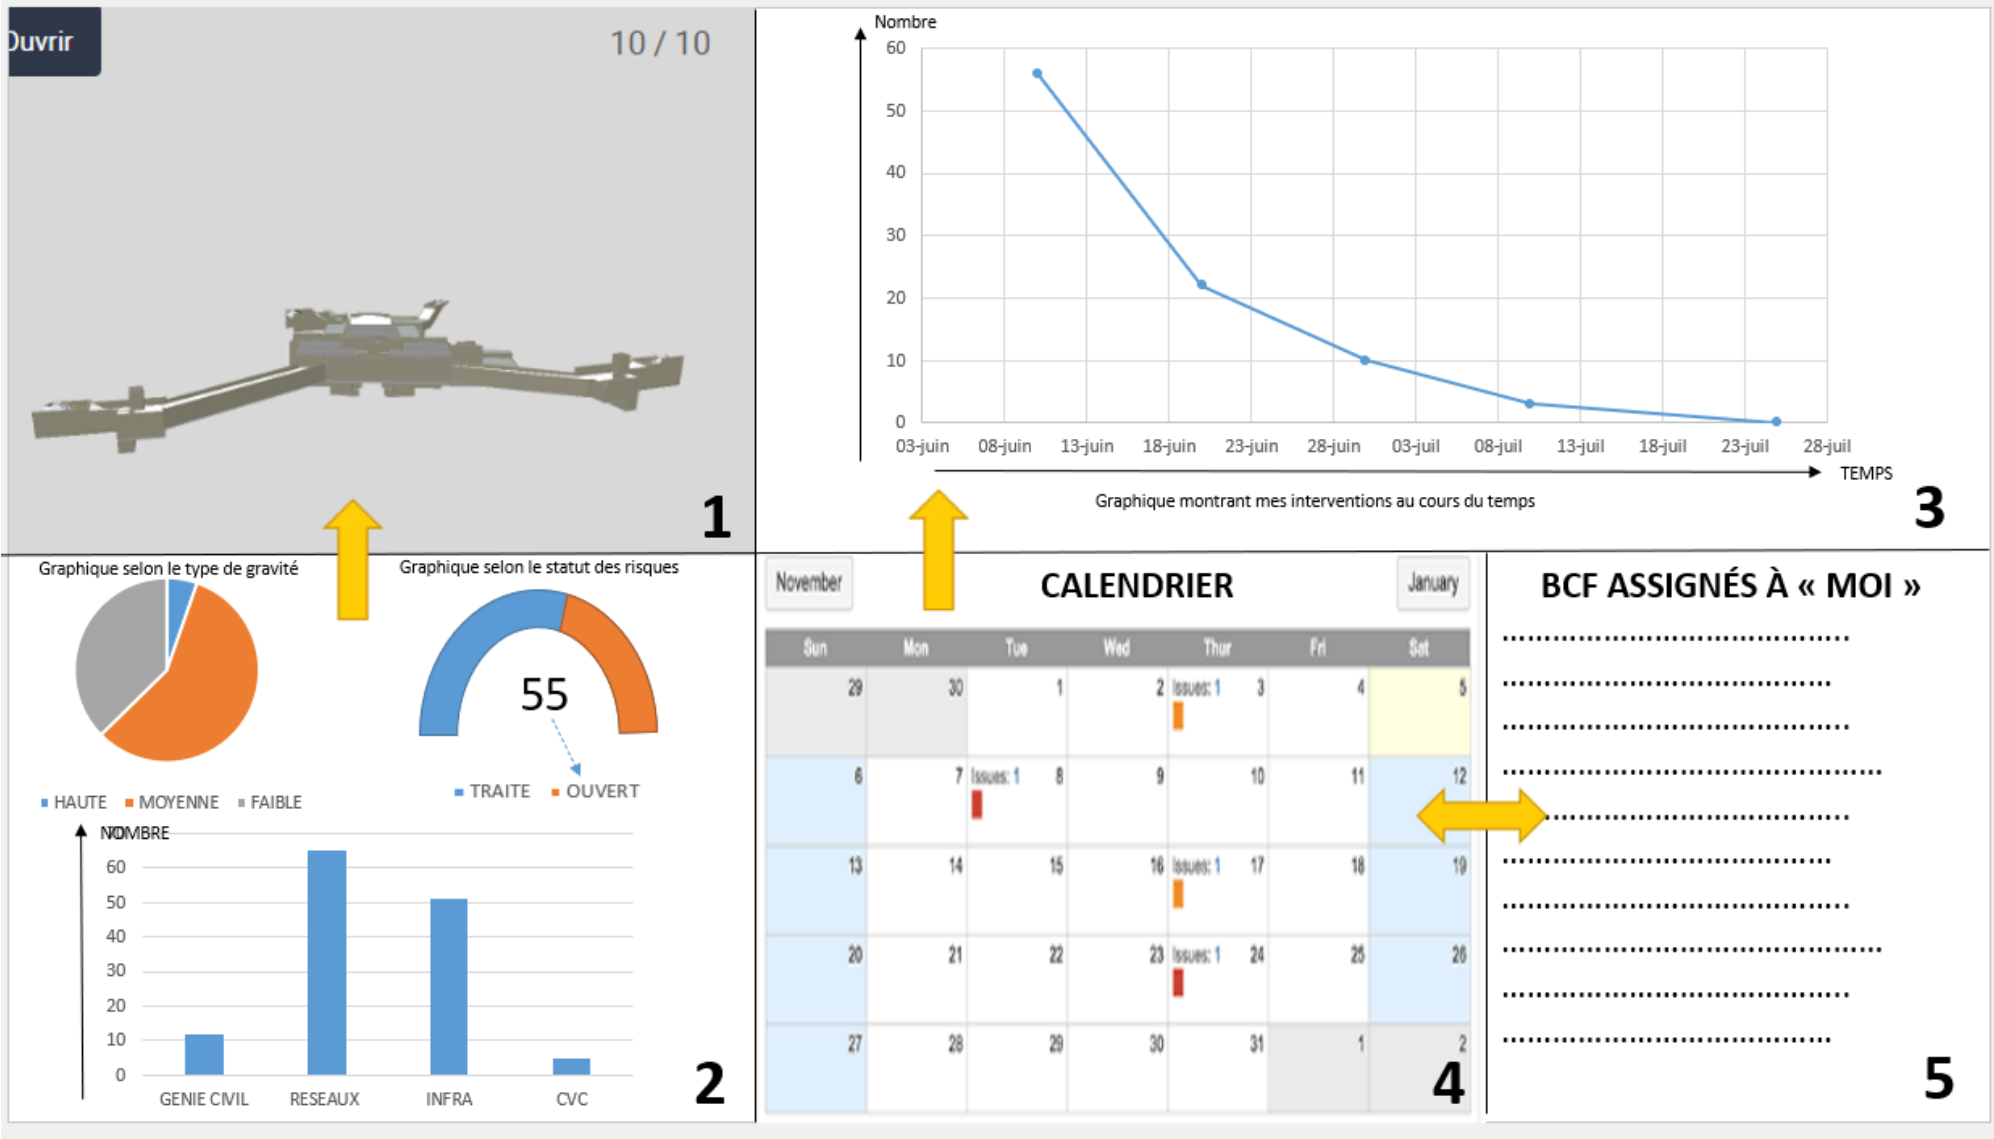 Ouvrir
10 / 10
1
Nombre
60
50
40
30
20
10
0
03-juin 08-juin 13-juin 18-juin 23-juin 28-juin 03-juil 08-juil 13-juil 18-juil 23-juil 28-juil
TEMPS
Graphique montrant mes interventions au cours du temps
3
Graphique selon le type de gravité
HAUTE MOYENNE FAIBLE
Graphique selon le statut des risques
55
TRAITE OUVERT
NOMBRE
70
60
50
40
30
20
10
0
GENIE CIVIL RESEAUX INFRA CVC
2
November CALENDRIER January
Sun Mon Tue Wed Thur Fri Sat
29 30 1 2 Issues: 1 3 4 5
6 7 Issues: 1 8 9 10 11 12
13 14 15 16 Issues: 1 17 18 19
20 21 22 23 Issues: 1 24 25 26
27 28 29 30 31 1 2
4
BCF ASSIGNÉS À « MOI »
5